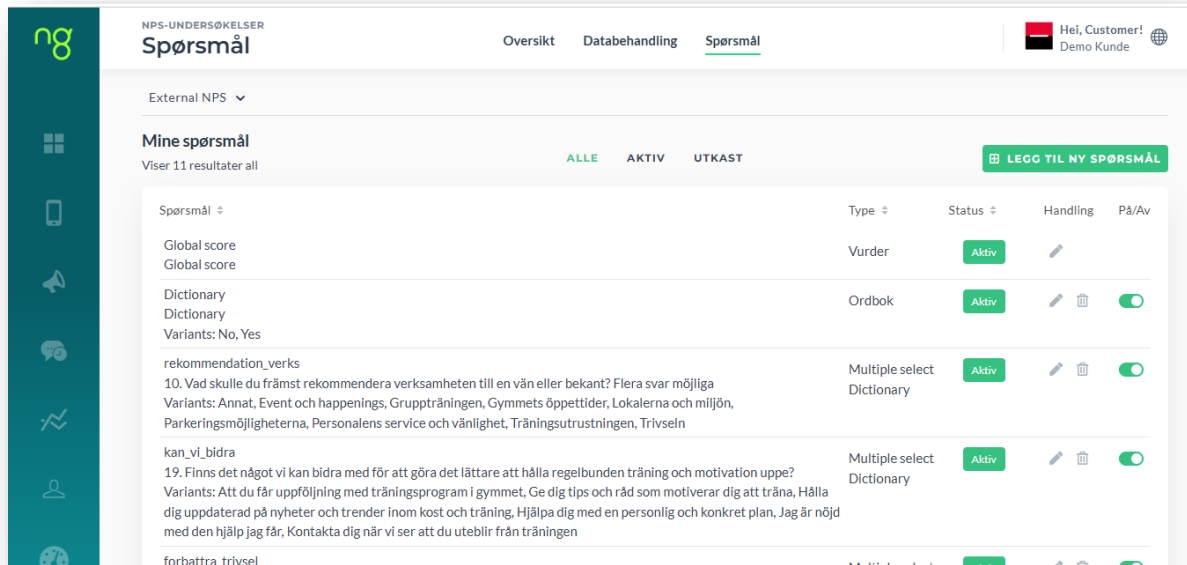 ng
NPS-UNDERSØKELSER
Spørsmål
Oversikt Databehandling Spørsmål
Hei, Customer!
Demo Kunde
External NPS
Mine spørsmål
Viser 11 resultater all
ALLE AKTIV UTKAST
LEGG TIL NY SPØRSMÅL
Spørsmål Type Status Handling På/Av
Global score
Global score
Vurder Aktiv
Dictionary
Dictionary
Variants: No, Yes
Ordbok Aktiv
rekommendation_verks
10. Vad skulle du främst rekommendera verksamheten till en vän eller bekant? Flera svar möjliga
Variants: Annat, Event och happenings, Gruppträningen, Gymmets öppettider, Lokalerna och miljön,
Parkeringsmöjligheterna, Personalens service och vänlighet, Träningsutrustningen, Trivseln
Multiple select
Dictionary
Aktiv
kan_vi_bidra
19. Finns det något vi kan bidra med för att göra det lättare att hålla regelbunden träning och motivation uppe?
Variants: Att du får uppföljning med träningsprogram i gymmet, Ge dig tips och råd som motiverar dig att träna, Hålla
dig uppdaterad på nyheter och trender inom kost och träning, Hjälpa dig med en personlig och konkret plan, Jag är nöjd
med den hjälp jag får, Kontakta dig när vi ser att du uteblir från träningen
Multiple select
Dictionary
Aktiv
forbattra_trivsel
Multiple select